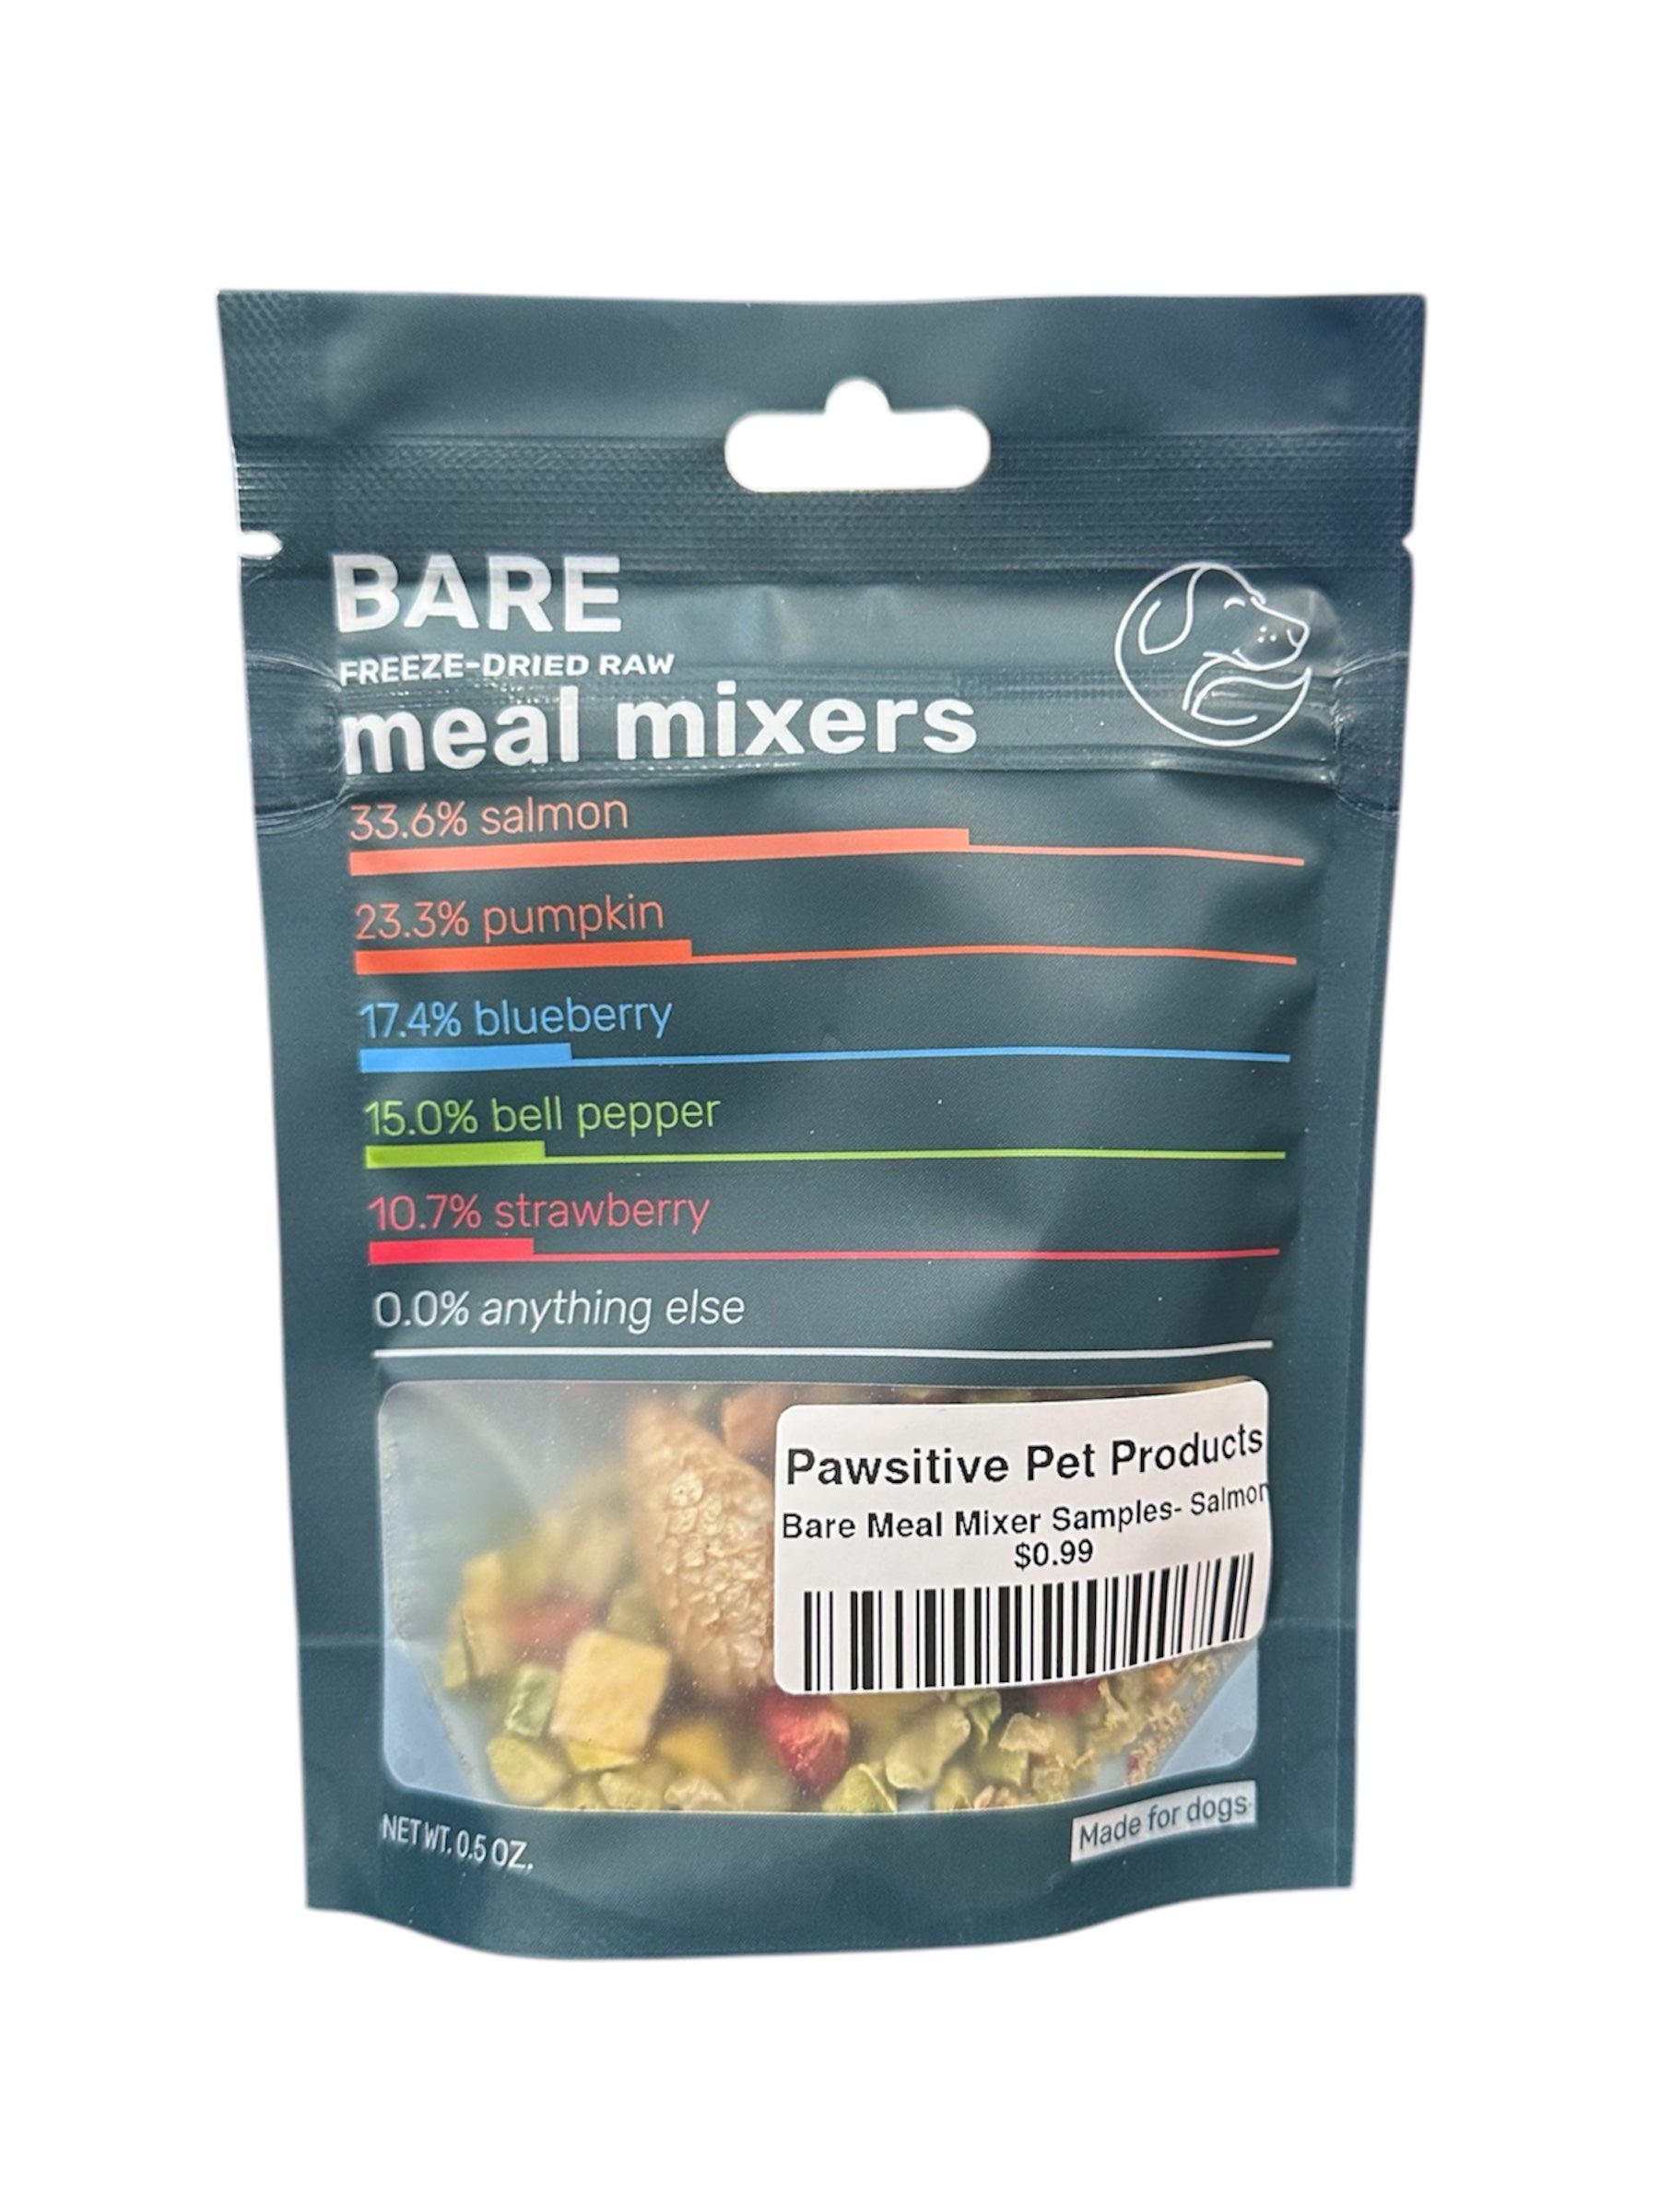 BARE
FREEZE-DRIED RAW
meal mixers
33.6% salmon
23.3% pumpkin
17.4% blueberry
15.0% bell pepper
10.7% strawberry
0.0% anything else
Pawsitive Pet Products
Bare Meal Mixer Samples- Salmon
$0.99
NET WT. 0.5 OZ.
Made for dogs